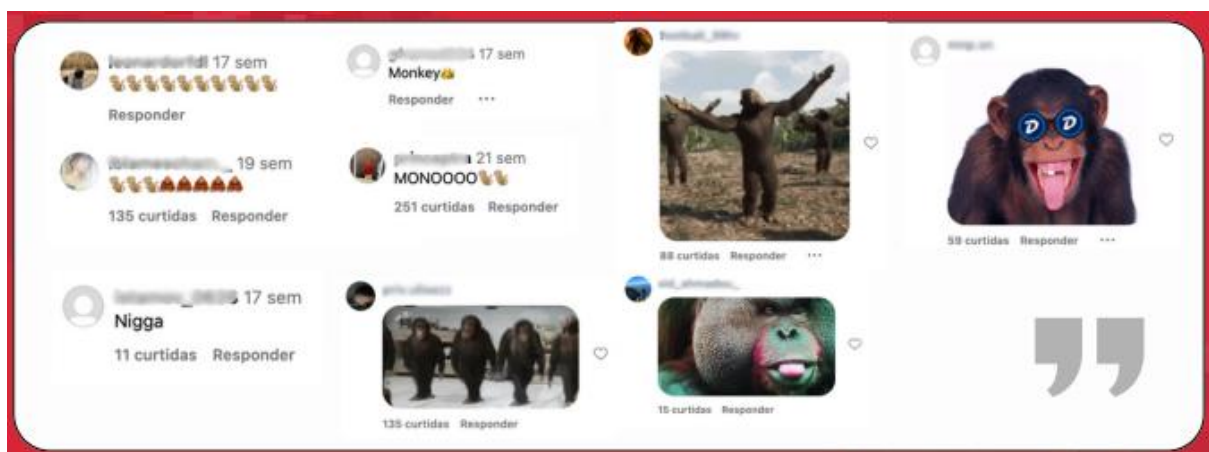 17 sem
🐒🐒🐒🐒🐒🐒🐒🐒🐒
Responder
19 sem
🐒🐒🐒💩💩💩💩💩
135 curtidas Responder
17 sem
Nigga
11 curtidas Responder
17 sem
Monkey
Responder ...
21 sem
MONOOOO🐒🐒
251 curtidas Responder
135 curtidas Responder
88 curtidas Responder ...
15 curtidas Responder
D D
59 curtidas Responder ...
”